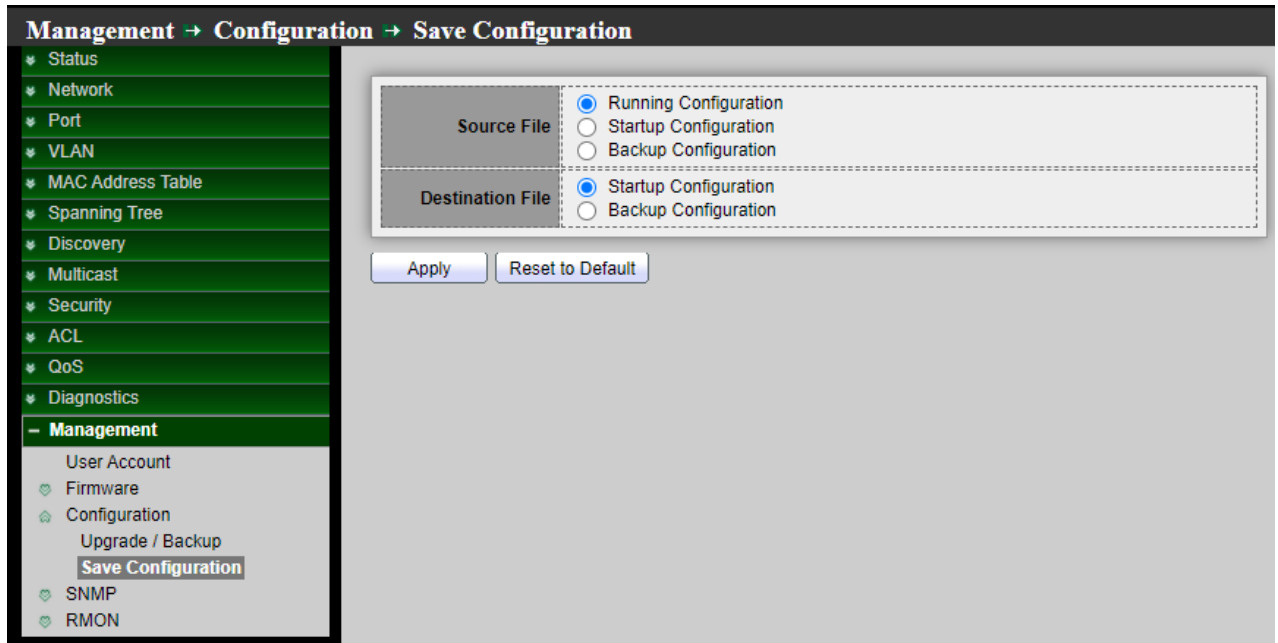 Management → Configuration → Save Configuration
Status
Network
Port
VLAN
MAC Address Table
Spanning Tree
Discovery
Multicast
Security
ACL
QoS
Diagnostics
Management
User Account
Firmware
Configuration
Upgrade / Backup
Save Configuration
SNMP
RMON
Source File
Running Configuration
Startup Configuration
Backup Configuration
Destination File
Startup Configuration
Backup Configuration
Apply
Reset to Default